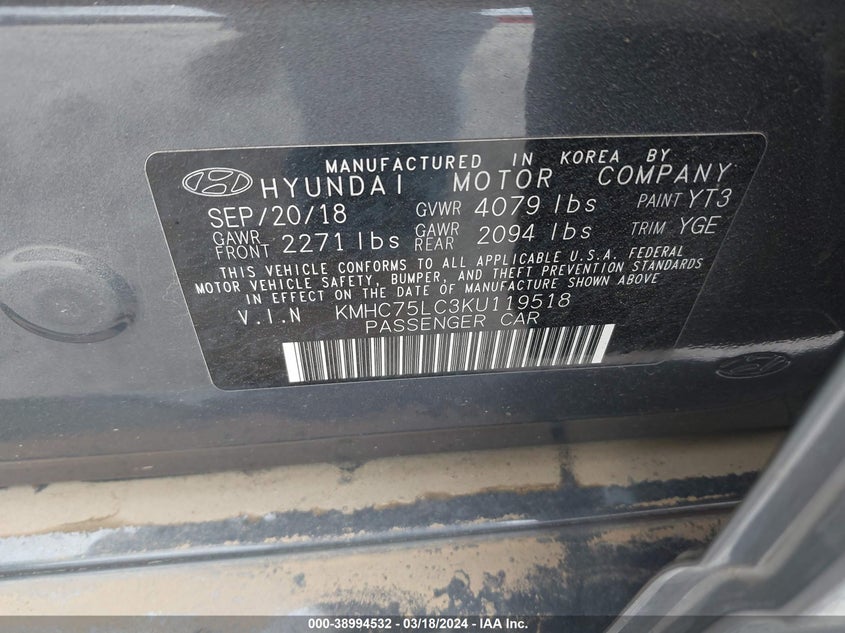 MANUFACTURED IN KOREA BY
HYUNDAI MOTOR COMPANY
SEP/20/18 GVWR 4079 lbs PAINT YT3
GAWR FRONT 2271 lbs GAWR REAR 2094 lbs TRIM YGE
THIS VEHICLE CONFORMS TO ALL APPLICABLE U.S.A. FEDERAL
MOTOR VEHICLE SAFETY, BUMPER, AND THEFT PREVENTION STANDARDS
IN EFFECT ON THE DATE OF MANUFACTURE SHOWN ABOVE
V.I.N KMHC75LC3KU119518
PASSENGER CAR
000-38994532 - 03/18/2024 - IAA Inc.